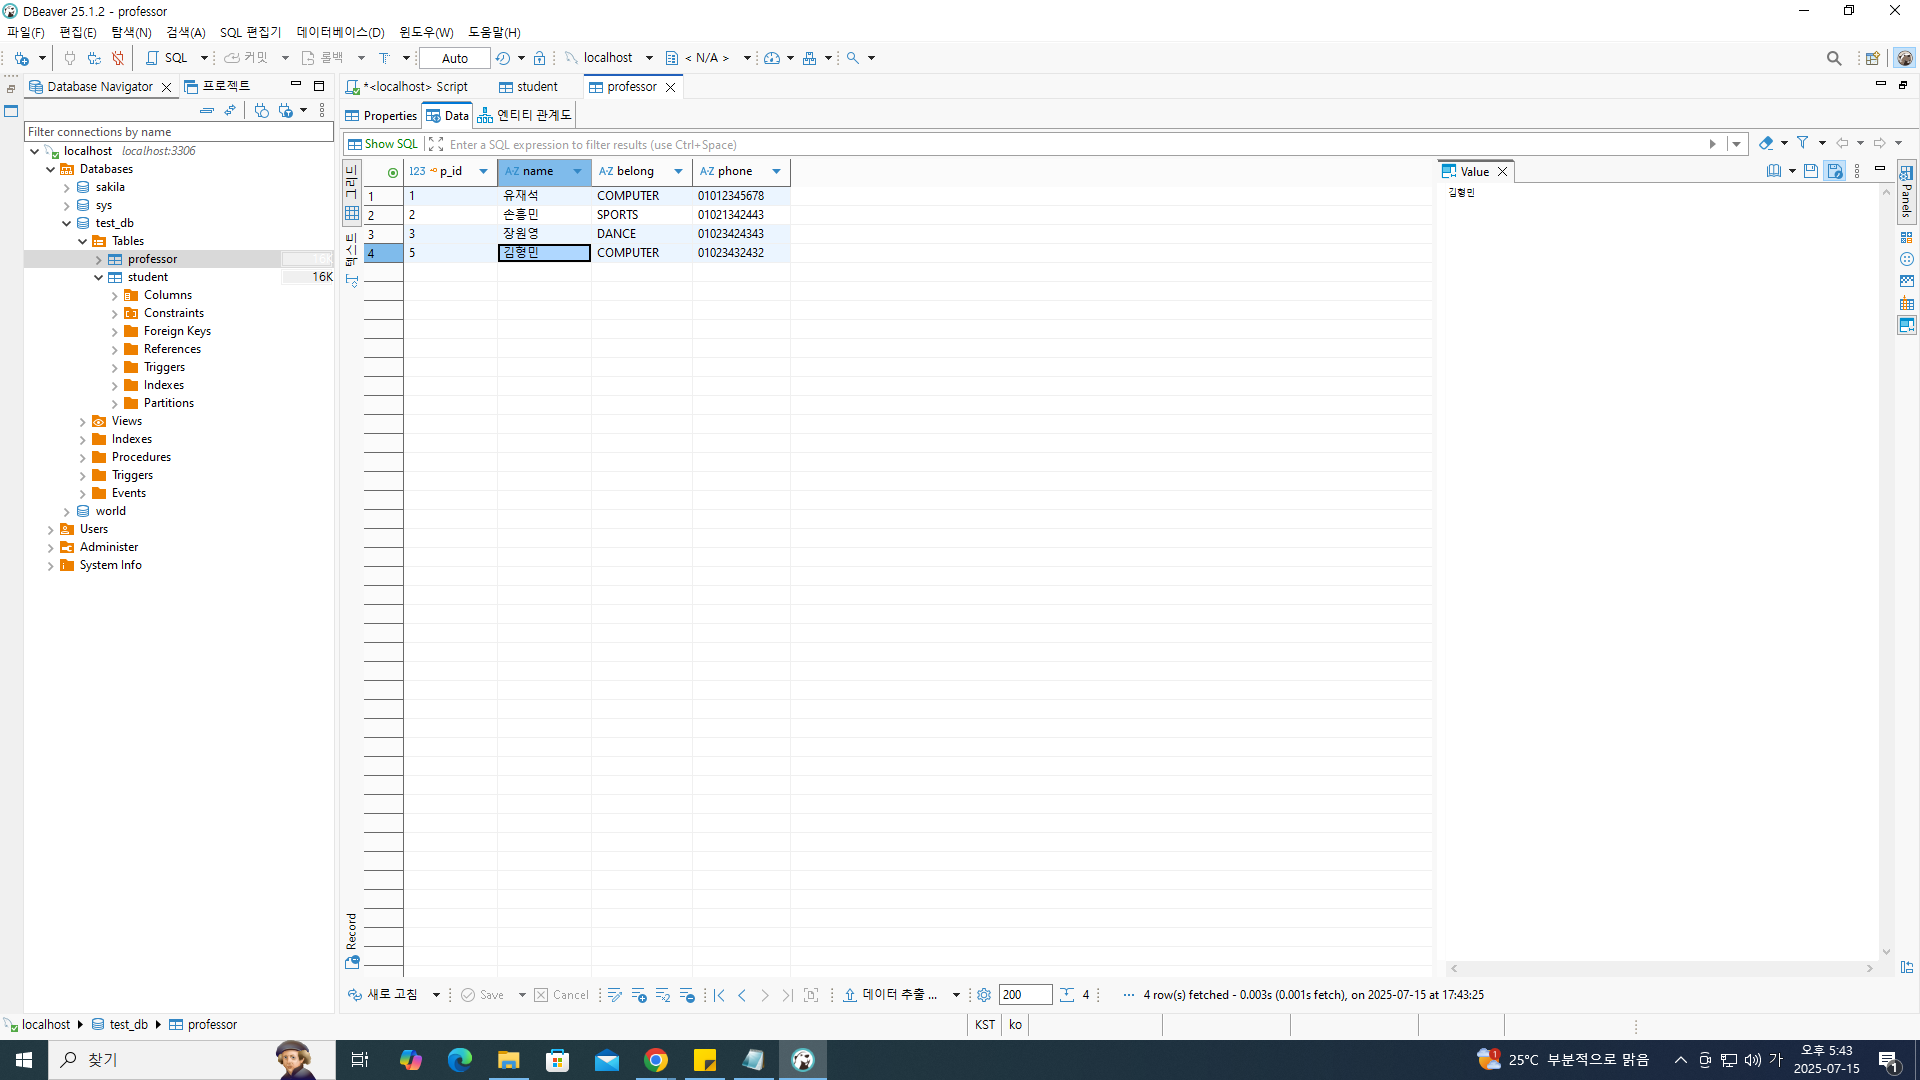 DBeaver 25.1.2 - professor
파일(F) 편집(E) 탐색(N) 검색(A) SQL 편집기 데이터베이스(D) 윈도우(W) 도움말(H)
SQL 커밋 롤백 Auto localhost < N/A >
Database Navigator 프로젝트
Filter connections by name
localhost localhost:3306
Databases
sakila
sys
test_db
Tables
professor
student 16K
Columns
Constraints
Foreign Keys
References
Triggers
Indexes
Partitions
Views
Indexes
Procedures
Triggers
Events
world
Users
Administer
System Info
*<localhost> Script student professor
Properties Data 엔티티 관계도
Show SQL Enter a SQL expression to filter results (use Ctrl+Space)
그리드
텍스트
Record
123 p_id A-Z name A-Z belong A-Z phone
1 1 유재석 COMPUTER 01012345678
2 2 손흥민 SPORTS 01021342443
3 3 장원영 DANCE 01023424343
4 5 김형민 COMPUTER 01023432432
Value
김형민
Panels
새로 고침 Save Cancel 데이터 추출 ... 200 4 4 row(s) fetched - 0.003s (0.001s fetch), on 2025-07-15 at 17:43:25
localhost test_db professor KST ko
찾기 1 25°C 부분적으로 맑음 가 오후 5:43
2025-07-15 1